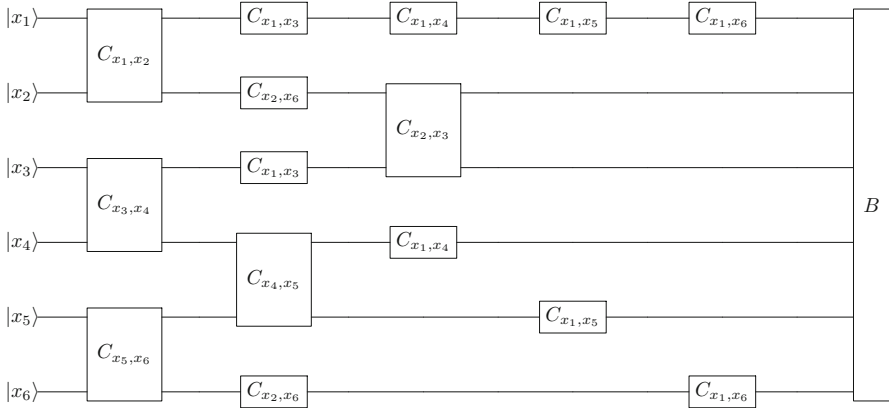 |x₁⟩ C_{x₁,x₃} C_{x₁,x₄} C_{x₁,x₅} C_{x₁,x₆}
C_{x₁,x₂}
|x₂⟩ C_{x₂,x₆}
C_{x₂,x₃}
|x₃⟩ C_{x₁,x₃}
C_{x₃,x₄} B
|x₄⟩ C_{x₁,x₄}
C_{x₄,x₅}
|x₅⟩ C_{x₁,x₅}
C_{x₅,x₆}
|x₆⟩ C_{x₂,x₆} C_{x₁,x₆}